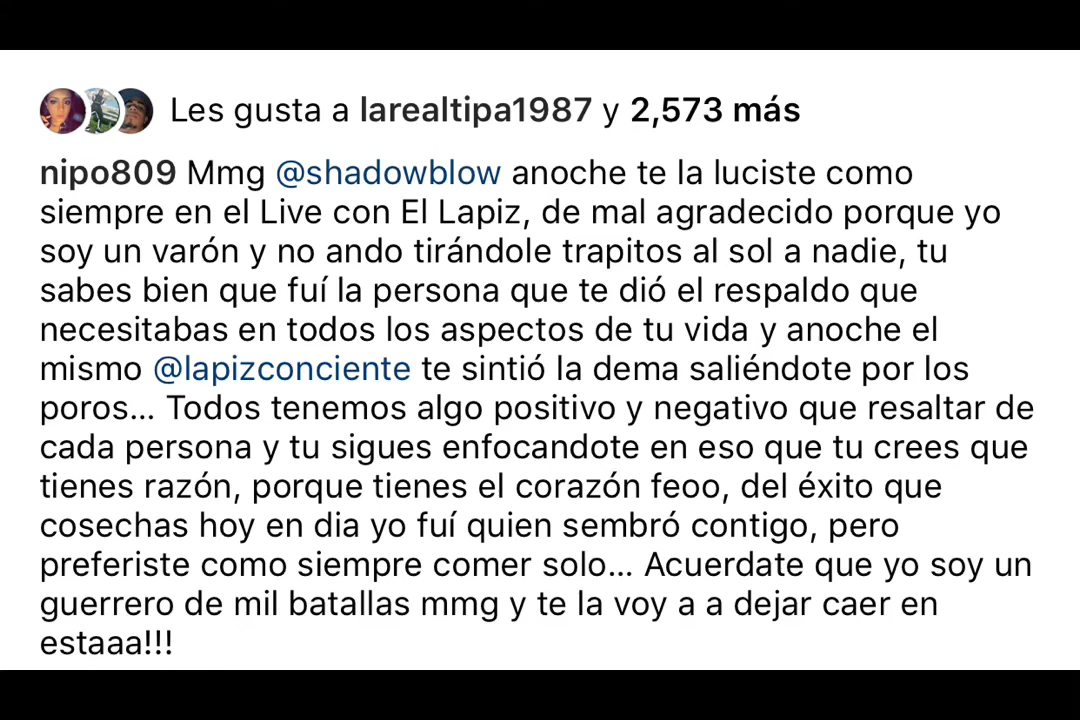 Les gusta a larealtipa1987 y 2,573 más
nipo809 Mmg @shadowblow anoche te la luciste como
siempre en el Live con El Lapiz, de mal agradecido porque yo
soy un varón y no ando tirándole trapitos al sol a nadie, tu
sabes bien que fuí la persona que te dió el respaldo que
necesitabas en todos los aspectos de tu vida y anoche el
mismo @lapizconciente te sintió la dema saliéndote por los
poros... Todos tenemos algo positivo y negativo que resaltar de
cada persona y tu sigues enfocandote en eso que tu crees que
tienes razón, porque tienes el corazón feoo, del éxito que
cosechas hoy en dia yo fuí quien sembró contigo, pero
preferiste como siempre comer solo... Acuerdate que yo soy un
guerrero de mil batallas mmg y te la voy a a dejar caer en
estaaa!!!